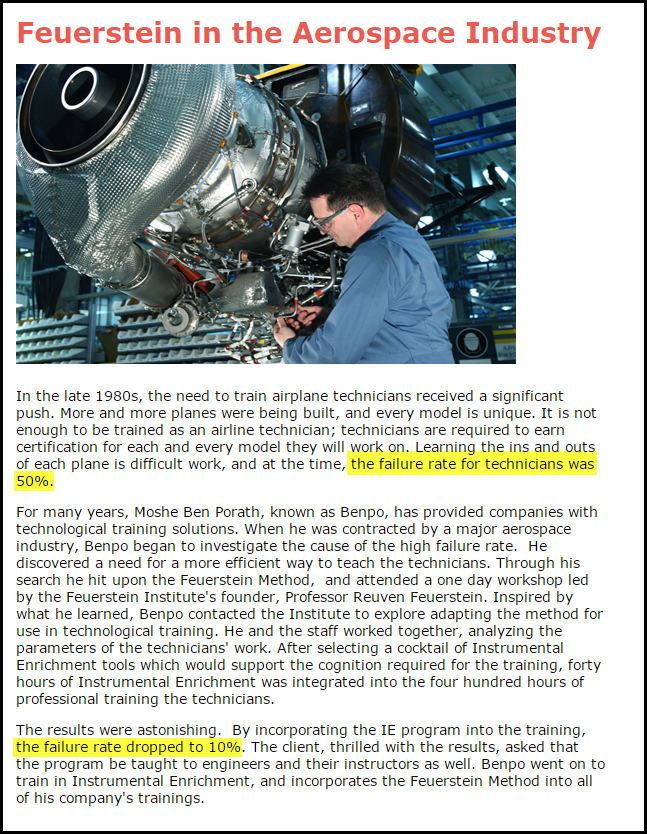 Feuerstein in the Aerospace Industry
In the late 1980s, the need to train airplane technicians received a significant
push. More and more planes were being built, and every model is unique. It is not
enough to be trained as an airline technician; technicians are required to earn
certification for each and every model they will work on. Learning the ins and outs
of each plane is difficult work, and at the time, the failure rate for technicians was
50%.
For many years, Moshe Ben Porath, known as Benpo, has provided companies with
technological training solutions. When he was contracted by a major aerospace
industry, Benpo began to investigate the cause of the high failure rate.  He
discovered a need for a more efficient way to teach the technicians. Through his
search he hit upon the Feuerstein Method,  and attended a one day workshop led
by the Feuerstein Institute's founder, Professor Reuven Feuerstein. Inspired by
what he learned, Benpo contacted the Institute to explore adapting the method for
use in technological training. He and the staff worked together, analyzing the
parameters of the technicians' work. After selecting a cocktail of Instrumental
Enrichment tools which would support the cognition required for the training, forty
hours of Instrumental Enrichment was integrated into the four hundred hours of
professional training the technicians.
The results were astonishing.  By incorporating the IE program into the training,
the failure rate dropped to 10%. The client, thrilled with the results, asked that
the program be taught to engineers and their instructors as well. Benpo went on to
train in Instrumental Enrichment, and incorporates the Feuerstein Method into all
of his company's trainings.